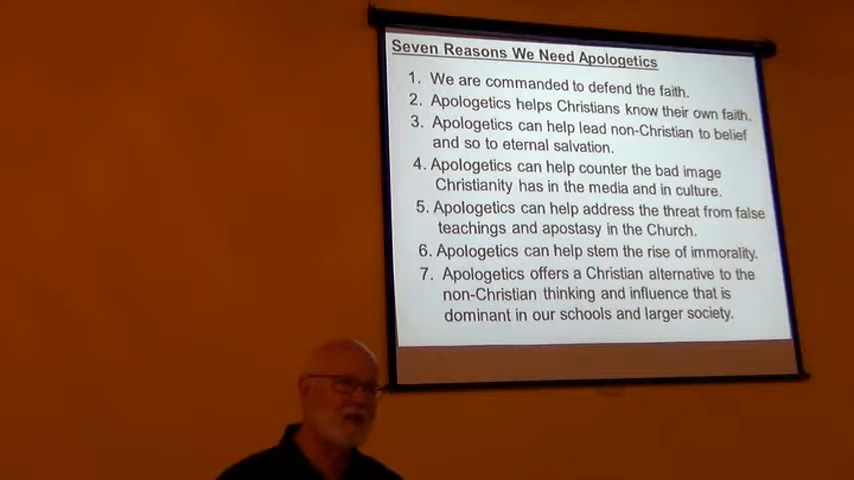 Seven Reasons We Need Apologetics
1. We are commanded to defend the faith.
2. Apologetics helps Christians know their own faith.
3. Apologetics can help lead non-Christian to belief
and so to eternal salvation.
4. Apologetics can help counter the bad image
Christianity has in the media and in culture.
5. Apologetics can help address the threat from false
teachings and apostasy in the Church.
6. Apologetics can help stem the rise of immorality.
7. Apologetics offers a Christian alternative to the
non-Christian thinking and influence that is
dominant in our schools and larger society.